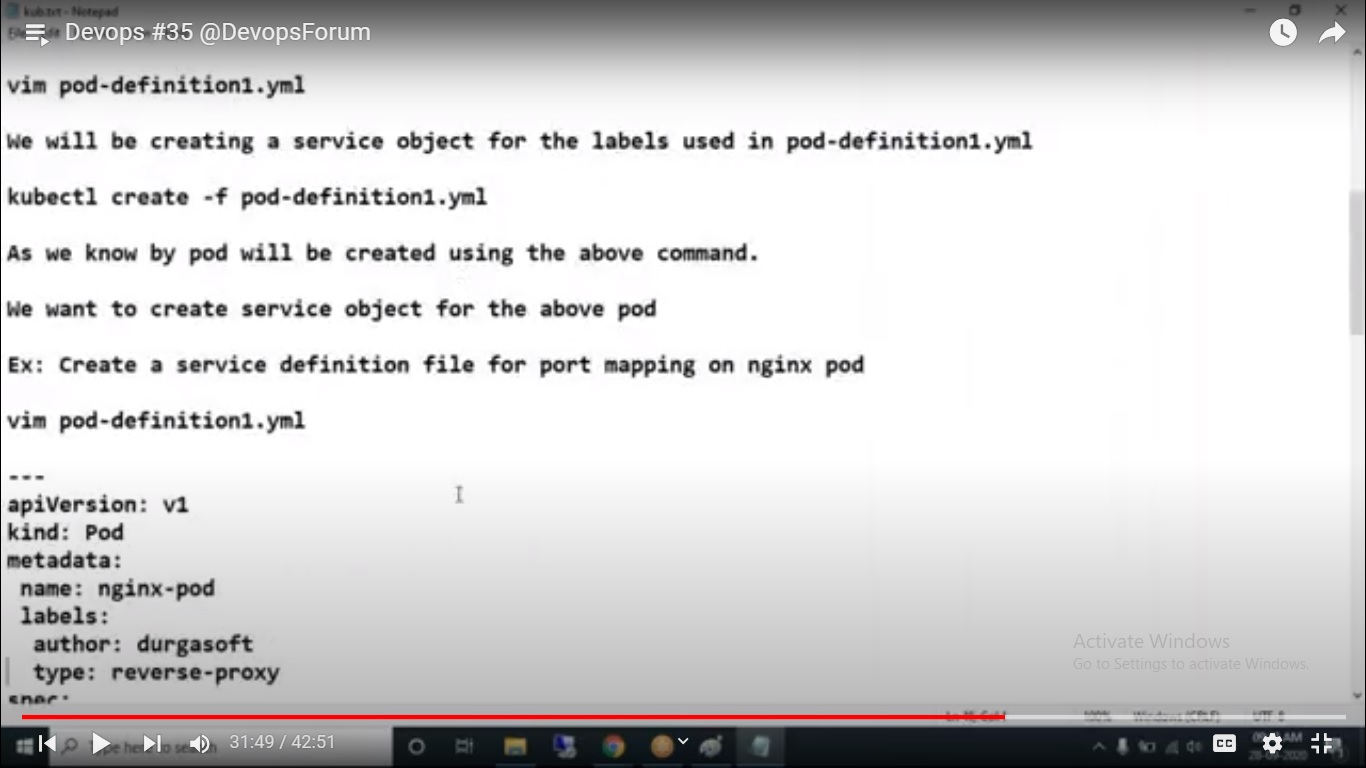 kub.txt - Notepad
Devops #35 @DevopsForum
vim pod-definition1.yml
We will be creating a service object for the labels used in pod-definition1.yml
kubectl create -f pod-definition1.yml
As we know by pod will be created using the above command.
We want to create service object for the above pod
Ex: Create a service definition file for port mapping on nginx pod
vim pod-definition1.yml
---
apiVersion: v1
kind: Pod
metadata:
name: nginx-pod
labels:
author: durgasoft
type: reverse-proxy
spec:
Activate Windows
Go to Settings to activate Windows.
100% Windows (CRLF) UTF-8
31:49 / 42:51
CC